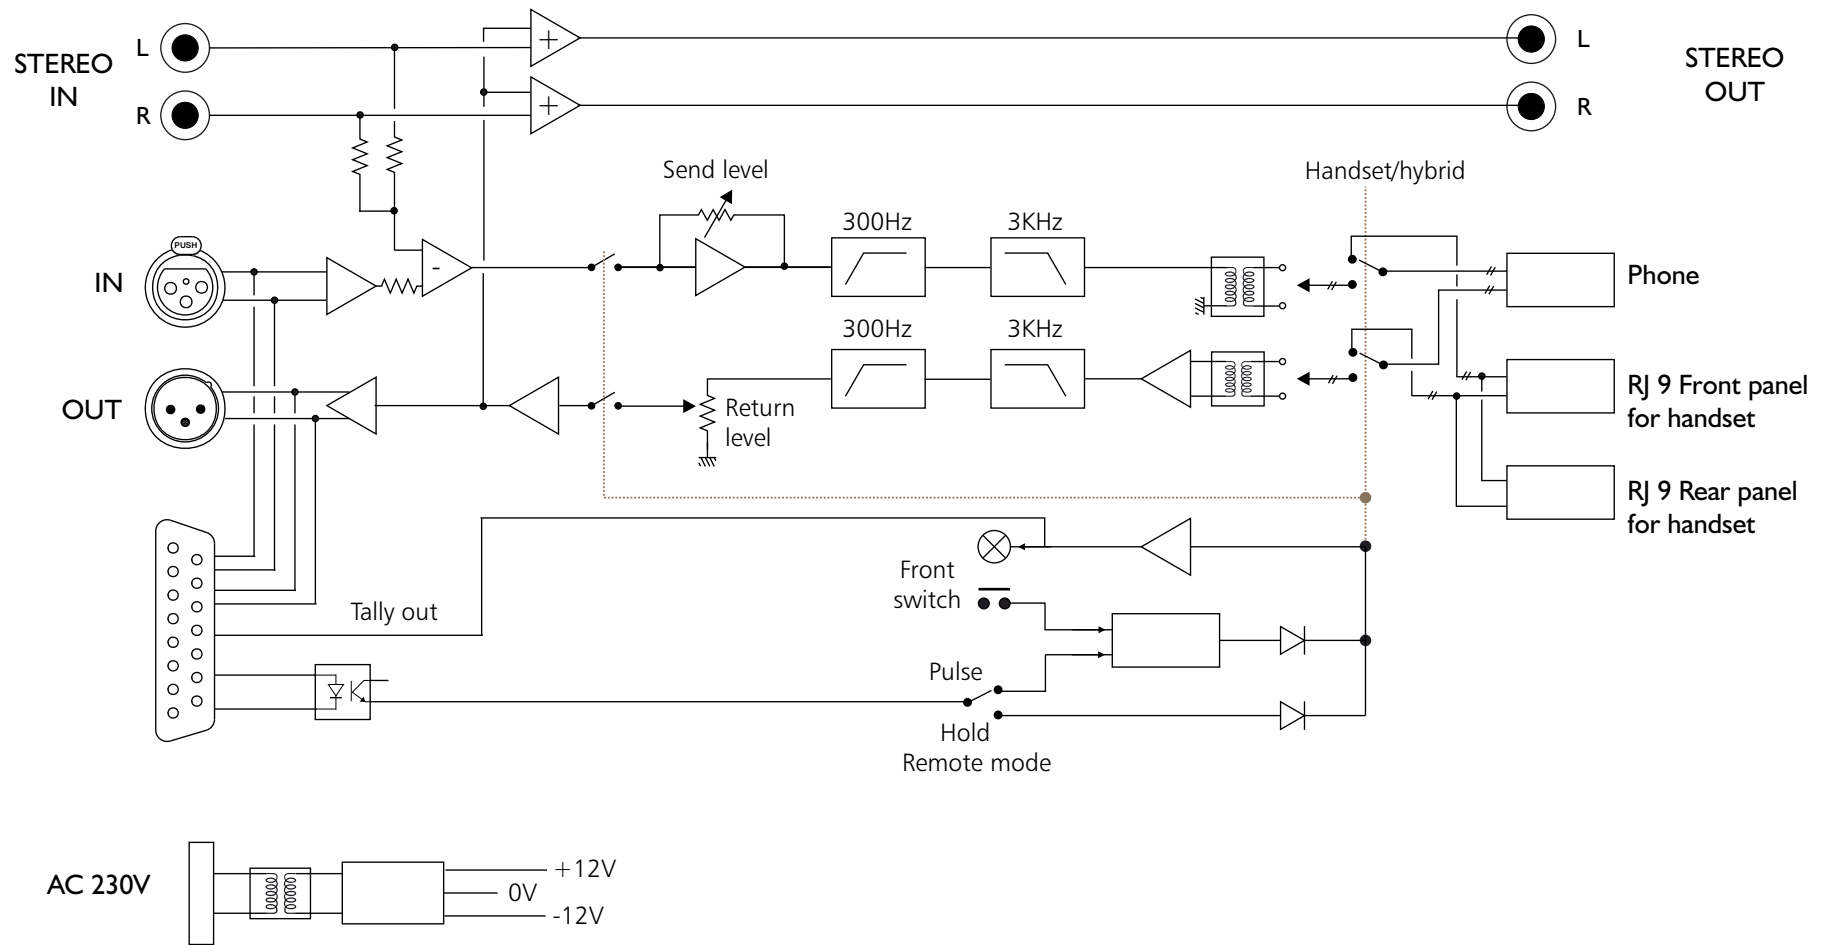 STEREO
IN
L
R
+
+
L
R
STEREO
OUT
Send level
Handset/hybrid
300Hz
3KHz
PUSH
IN
-
Phone
300Hz
3KHz
OUT
Return
level
RJ 9 Front panel
for handset
RJ 9 Rear panel
for handset
Front
switch
Tally out
Pulse
Hold
Remote mode
AC 230V
+12V
0V
-12V